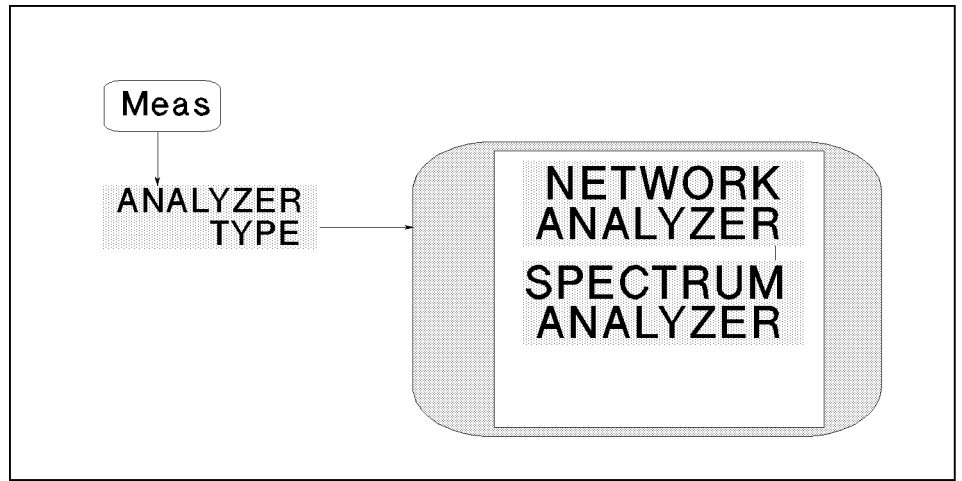 Meas
ANALYZER
TYPE
NETWORK
ANALYZER
SPECTRUM
ANALYZER